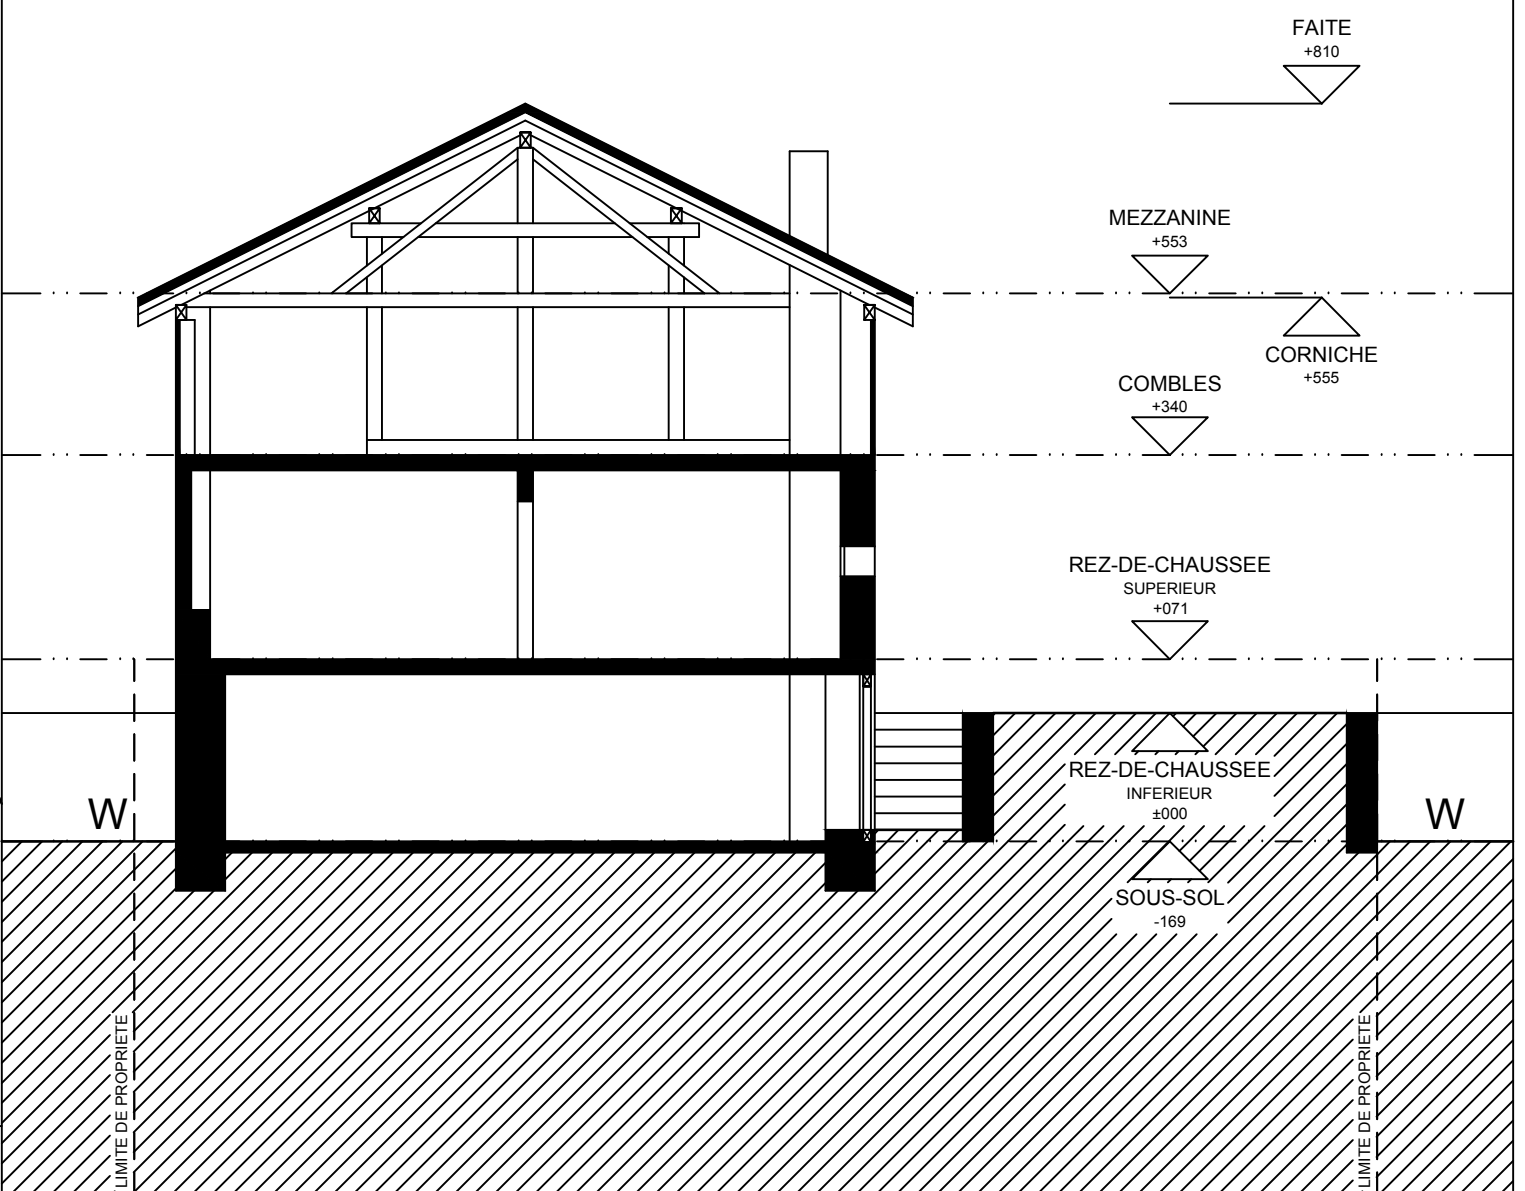 FAITE
+810
MEZZANINE
+553
CORNICHE
+555
COMBLES
+340
REZ-DE-CHAUSSEE
SUPERIEUR
+071
REZ-DE-CHAUSSEE
INFERIEUR
±000
W
W
SOUS-SOL
-169
LIMITE DE PROPRIETE
LIMITE DE PROPRIETE